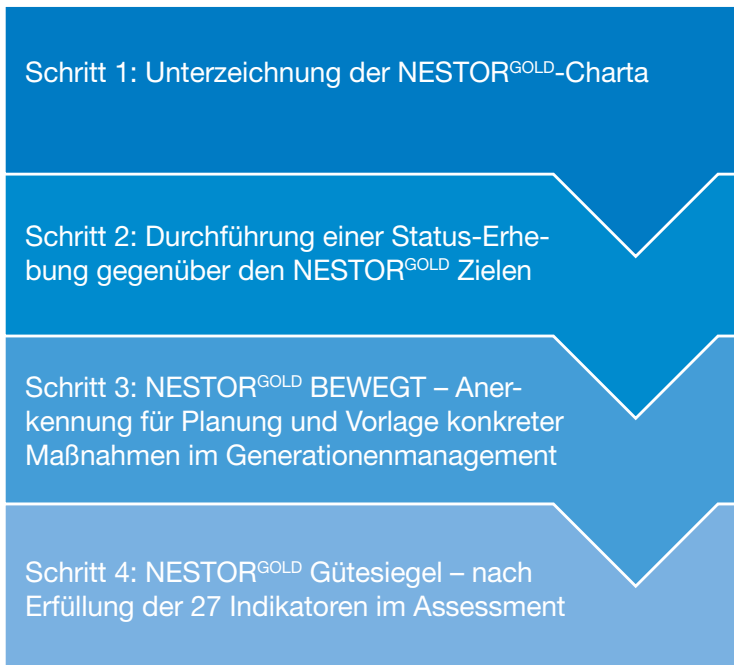 Schritt 1: Unterzeichnung der NESTORGOLD-Charta
Schritt 2: Durchführung einer Status-Erhe-
bung gegenüber den NESTORGOLD Zielen
Schritt 3: NESTORGOLD BEWEGT – Aner-
kennung für Planung und Vorlage konkreter
Maßnahmen im Generationenmanagement
Schritt 4: NESTORGOLD Gütesiegel – nach
Erfüllung der 27 Indikatoren im Assessment